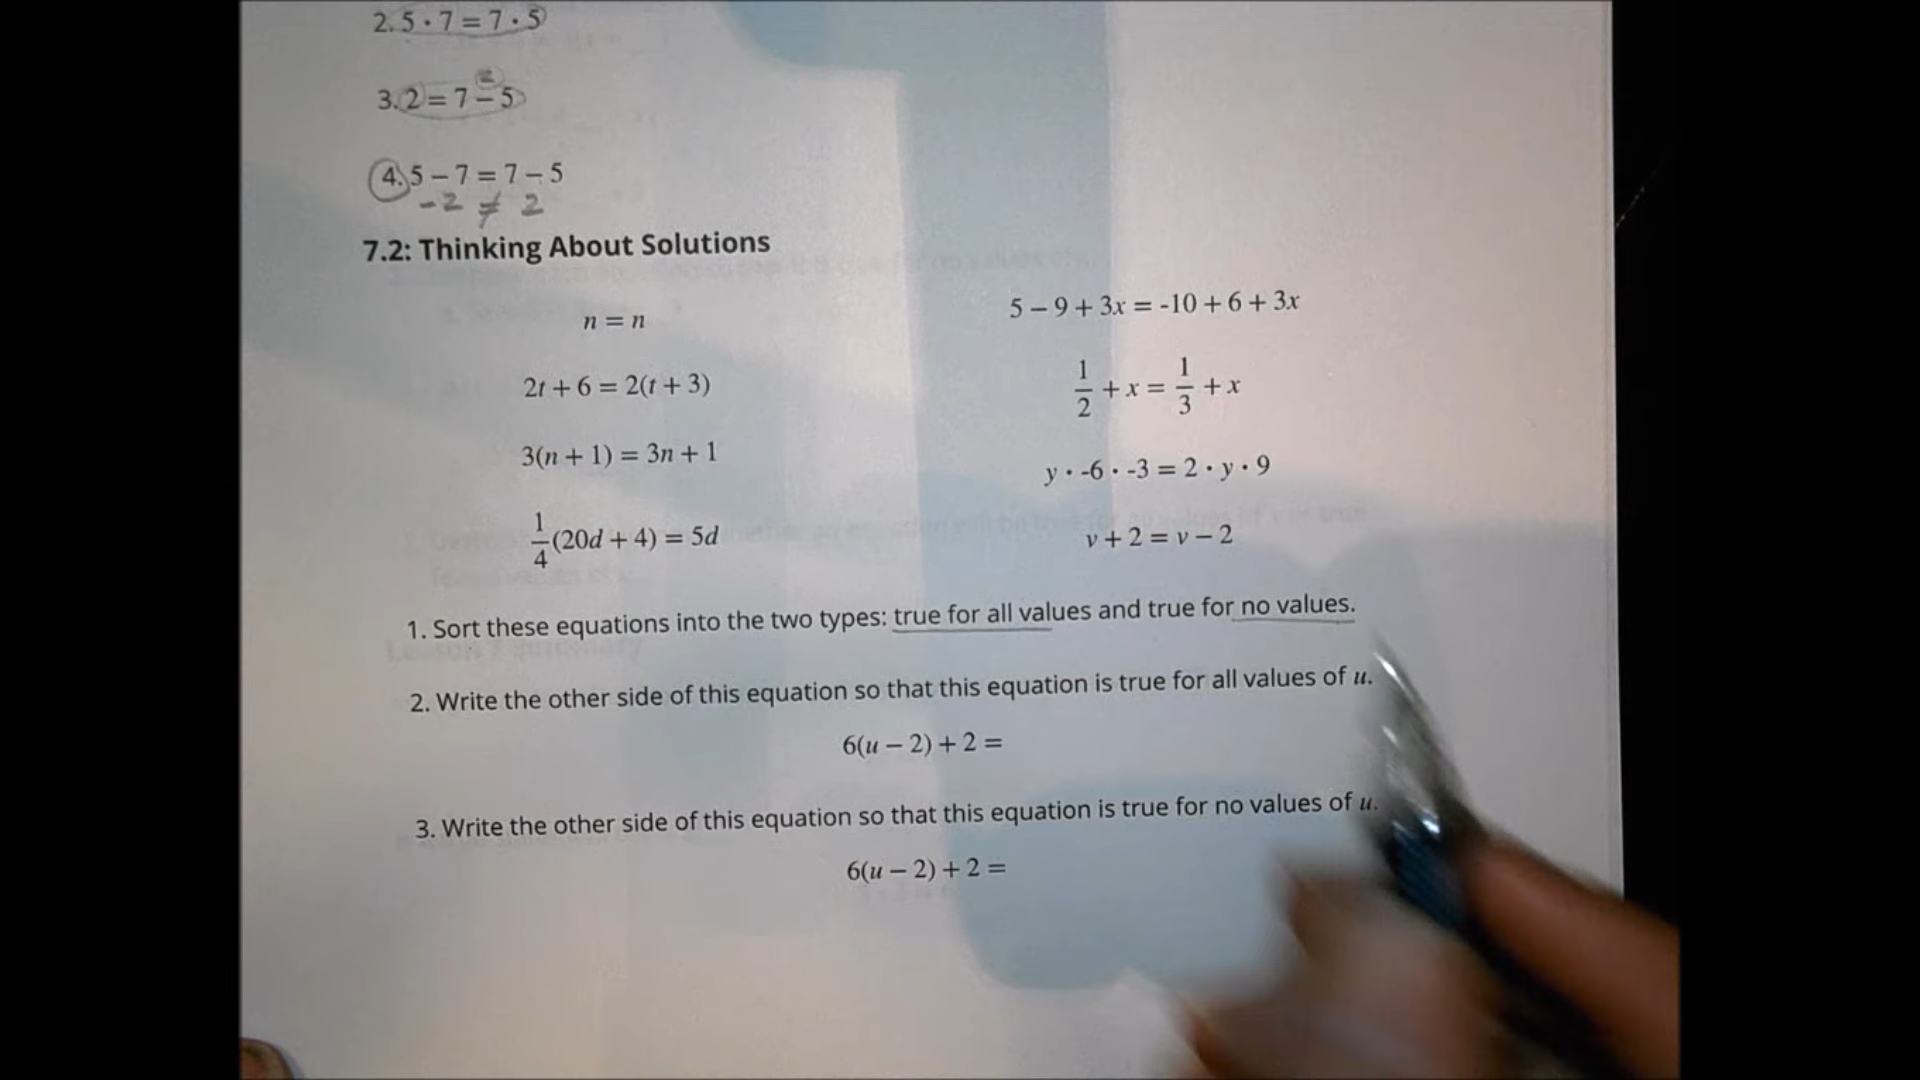 2. 5 · 7 = 7 · 5
2
3. 2 = 7 – 5
4. 5 – 7 = 7 – 5
-2 ≠ 2
7.2: Thinking About Solutions
n = n
2t + 6 = 2(t + 3)
3(n + 1) = 3n + 1
1/4(20d + 4) = 5d
5 – 9 + 3x = -10 + 6 + 3x
1/2 + x = 1/3 + x
y · -6 · -3 = 2 · y · 9
v + 2 = v – 2
1. Sort these equations into the two types: true for all values and true for no values.
2. Write the other side of this equation so that this equation is true for all values of u.
6(u – 2) + 2 =
3. Write the other side of this equation so that this equation is true for no values of u.
6(u – 2) + 2 =